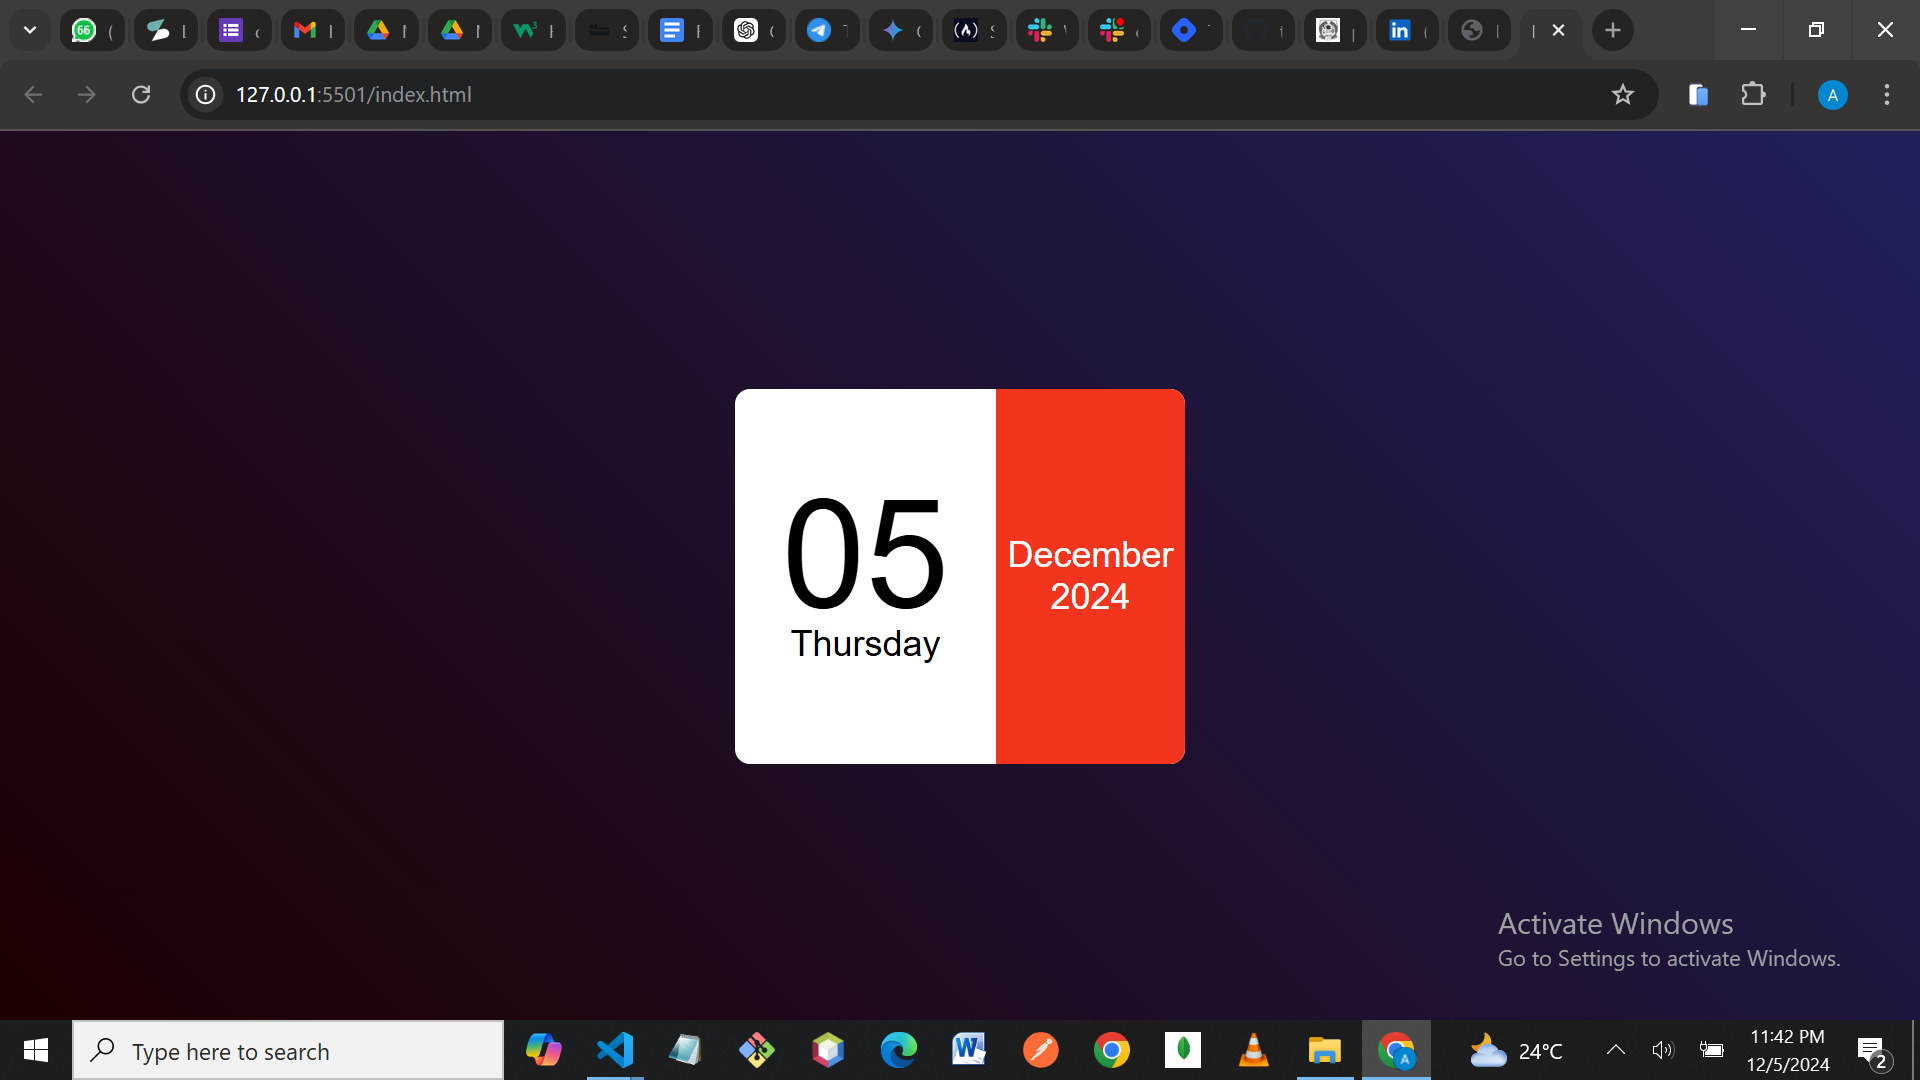 66
127.0.0.1:5501/index.html
A
05
Thursday
December
2024
Activate Windows
Go to Settings to activate Windows.
Type here to search
24°C
11:42 PM
12/5/2024
2